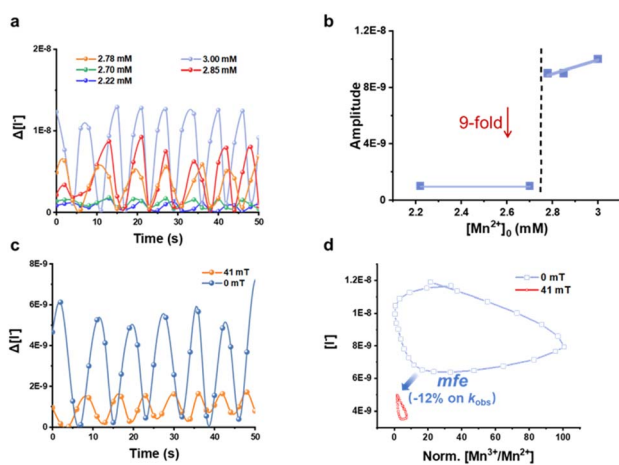 a
2E-8
1E-8
0
Δ[I⁻]
2.78 mM
2.70 mM
2.22 mM
3.00 mM
2.85 mM
0 10 20 30 40 50
Time (s)
b
1.2E-8
8E-9
4E-9
0
Amplitude
9-fold
2.2 2.4 2.6 2.8 3
[Mn²⁺]₀ (mM)
c
8E-9
6E-9
4E-9
2E-9
0
Δ[I⁻]
41 mT
0 mT
0 10 20 30 40 50
Time (s)
d
1.2E-8
1E-8
8E-9
6E-9
4E-9
[I⁻]
0 mT
41 mT
mfe
(-12% on kobs)
0 20 40 60 80 100
Norm. [Mn³⁺/Mn²⁺]